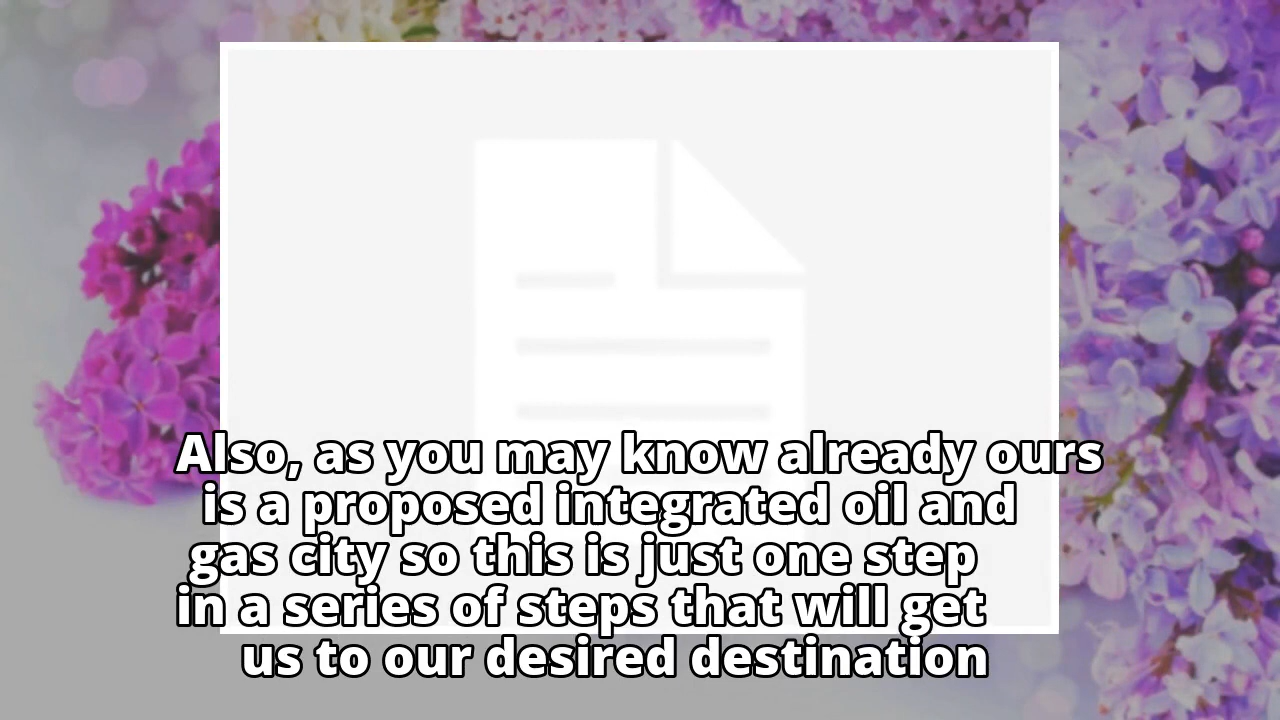 Also, as you may know already ours
is a proposed integrated oil and
gas city so this is just one step
in a series of steps that will get
us to our desired destination